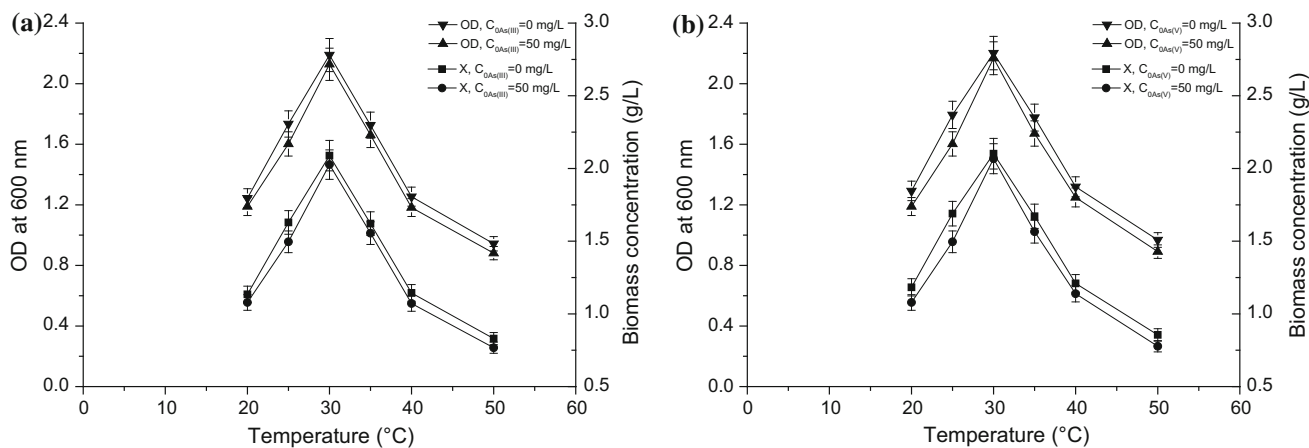 (a)
OD, C0As(III)=0 mg/L
OD, C0As(III)=50 mg/L
X, C0As(III)=0 mg/L
X, C0As(III)=50 mg/L
2.4
2.0
1.6
1.2
0.8
0.4
0.0
OD at 600 nm
3.0
2.5
2.0
1.5
1.0
0.5
Biomass concentration (g/L)
0 10 20 30 40 50 60
Temperature (°C)
(b)
OD, C0As(V)=0 mg/L
OD, C0As(V)=50 mg/L
X, C0As(V)=0 mg/L
X, C0As(V)=50 mg/L
2.4
2.0
1.6
1.2
0.8
0.4
0.0
OD at 600 nm
3.0
2.5
2.0
1.5
1.0
0.5
Biomass concentration (g/L)
0 10 20 30 40 50 60
Temperature (°C)